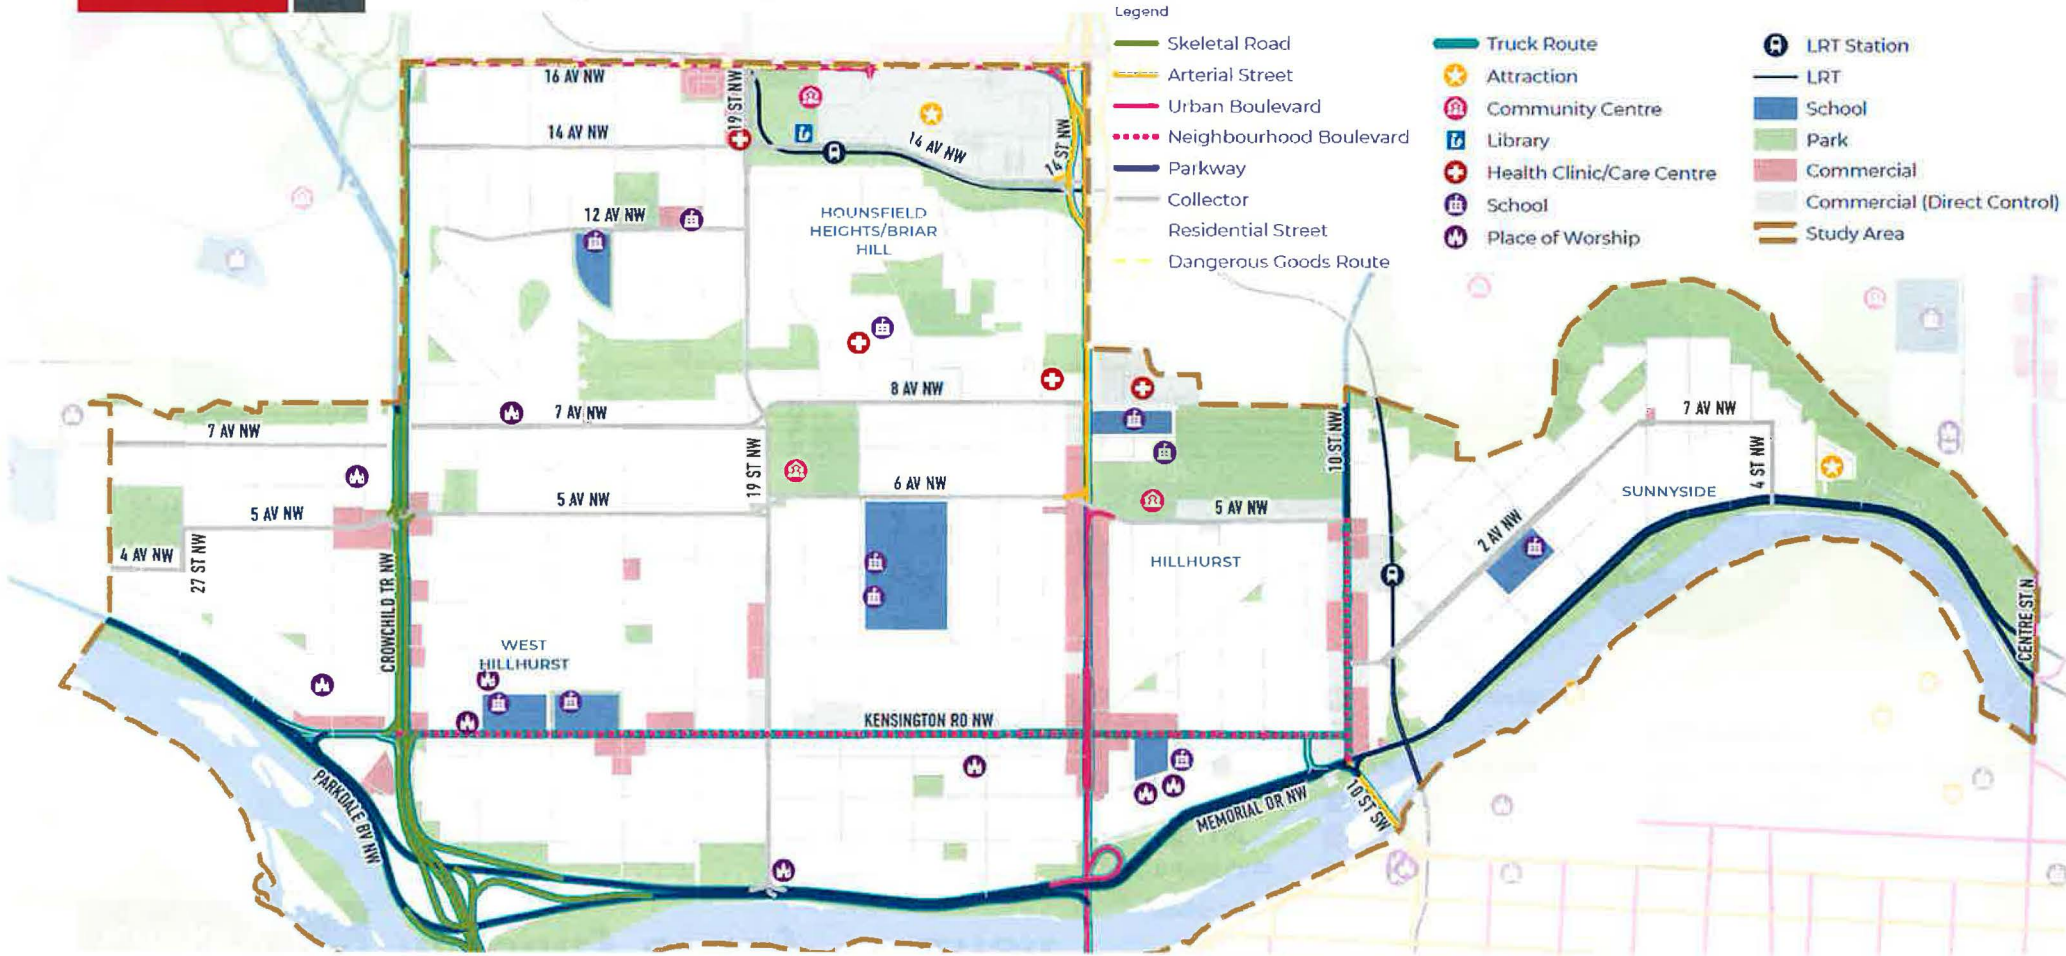 Legend
Skeletal Road
Arterial Street
Urban Boulevard
Neighbourhood Boulevard
Parkway
Collector
Residential Street
Dangerous Goods Route
Truck Route
Attraction
Community Centre
Library
Health Clinic/Care Centre
School
Place of Worship
LRT Station
LRT
School
Park
Commercial
Commercial (Direct Control)
Study Area
16 AV NW
19 ST NW
14 AV NW
14 AV NW
14 ST NW
12 AV NW
HOUNSFIELD
HEIGHTS/BRIAR
HILL
8 AV NW
7 AV NW
7 AV NW
7 AV NW
10 ST NW
4 ST NW
19 ST NW
6 AV NW
5 AV NW
5 AV NW
5 AV NW
SUNNYSIDE
2 AV NW
4 AV NW
27 ST NW
CROWCHILD TR NW
HILLHURST
WEST
HILLHURST
CENTRE ST N
KENSINGTON RD NW
PARKDALE BV NW
MEMORIAL DR NW
10 ST SW